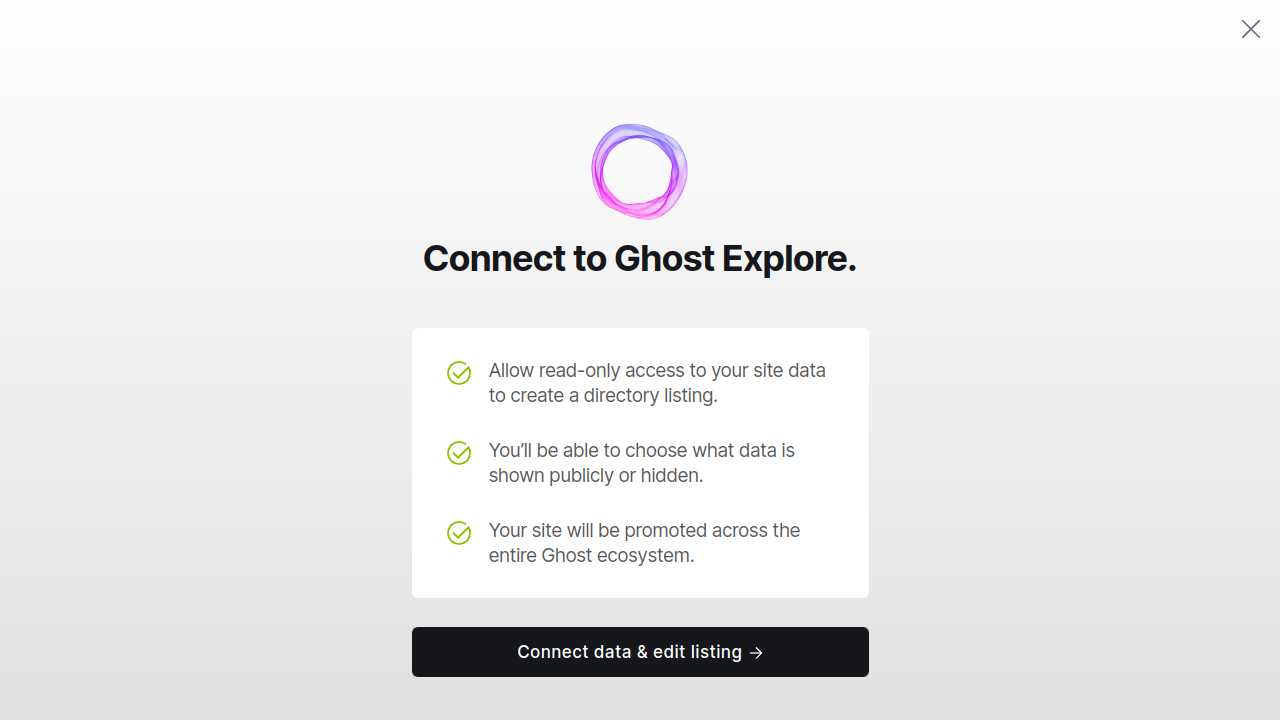 Connect to Ghost Explore.
Allow read-only access to your site data
to create a directory listing.
You’ll be able to choose what data is
shown publicly or hidden.
Your site will be promoted across the
entire Ghost ecosystem.
Connect data & edit listing →